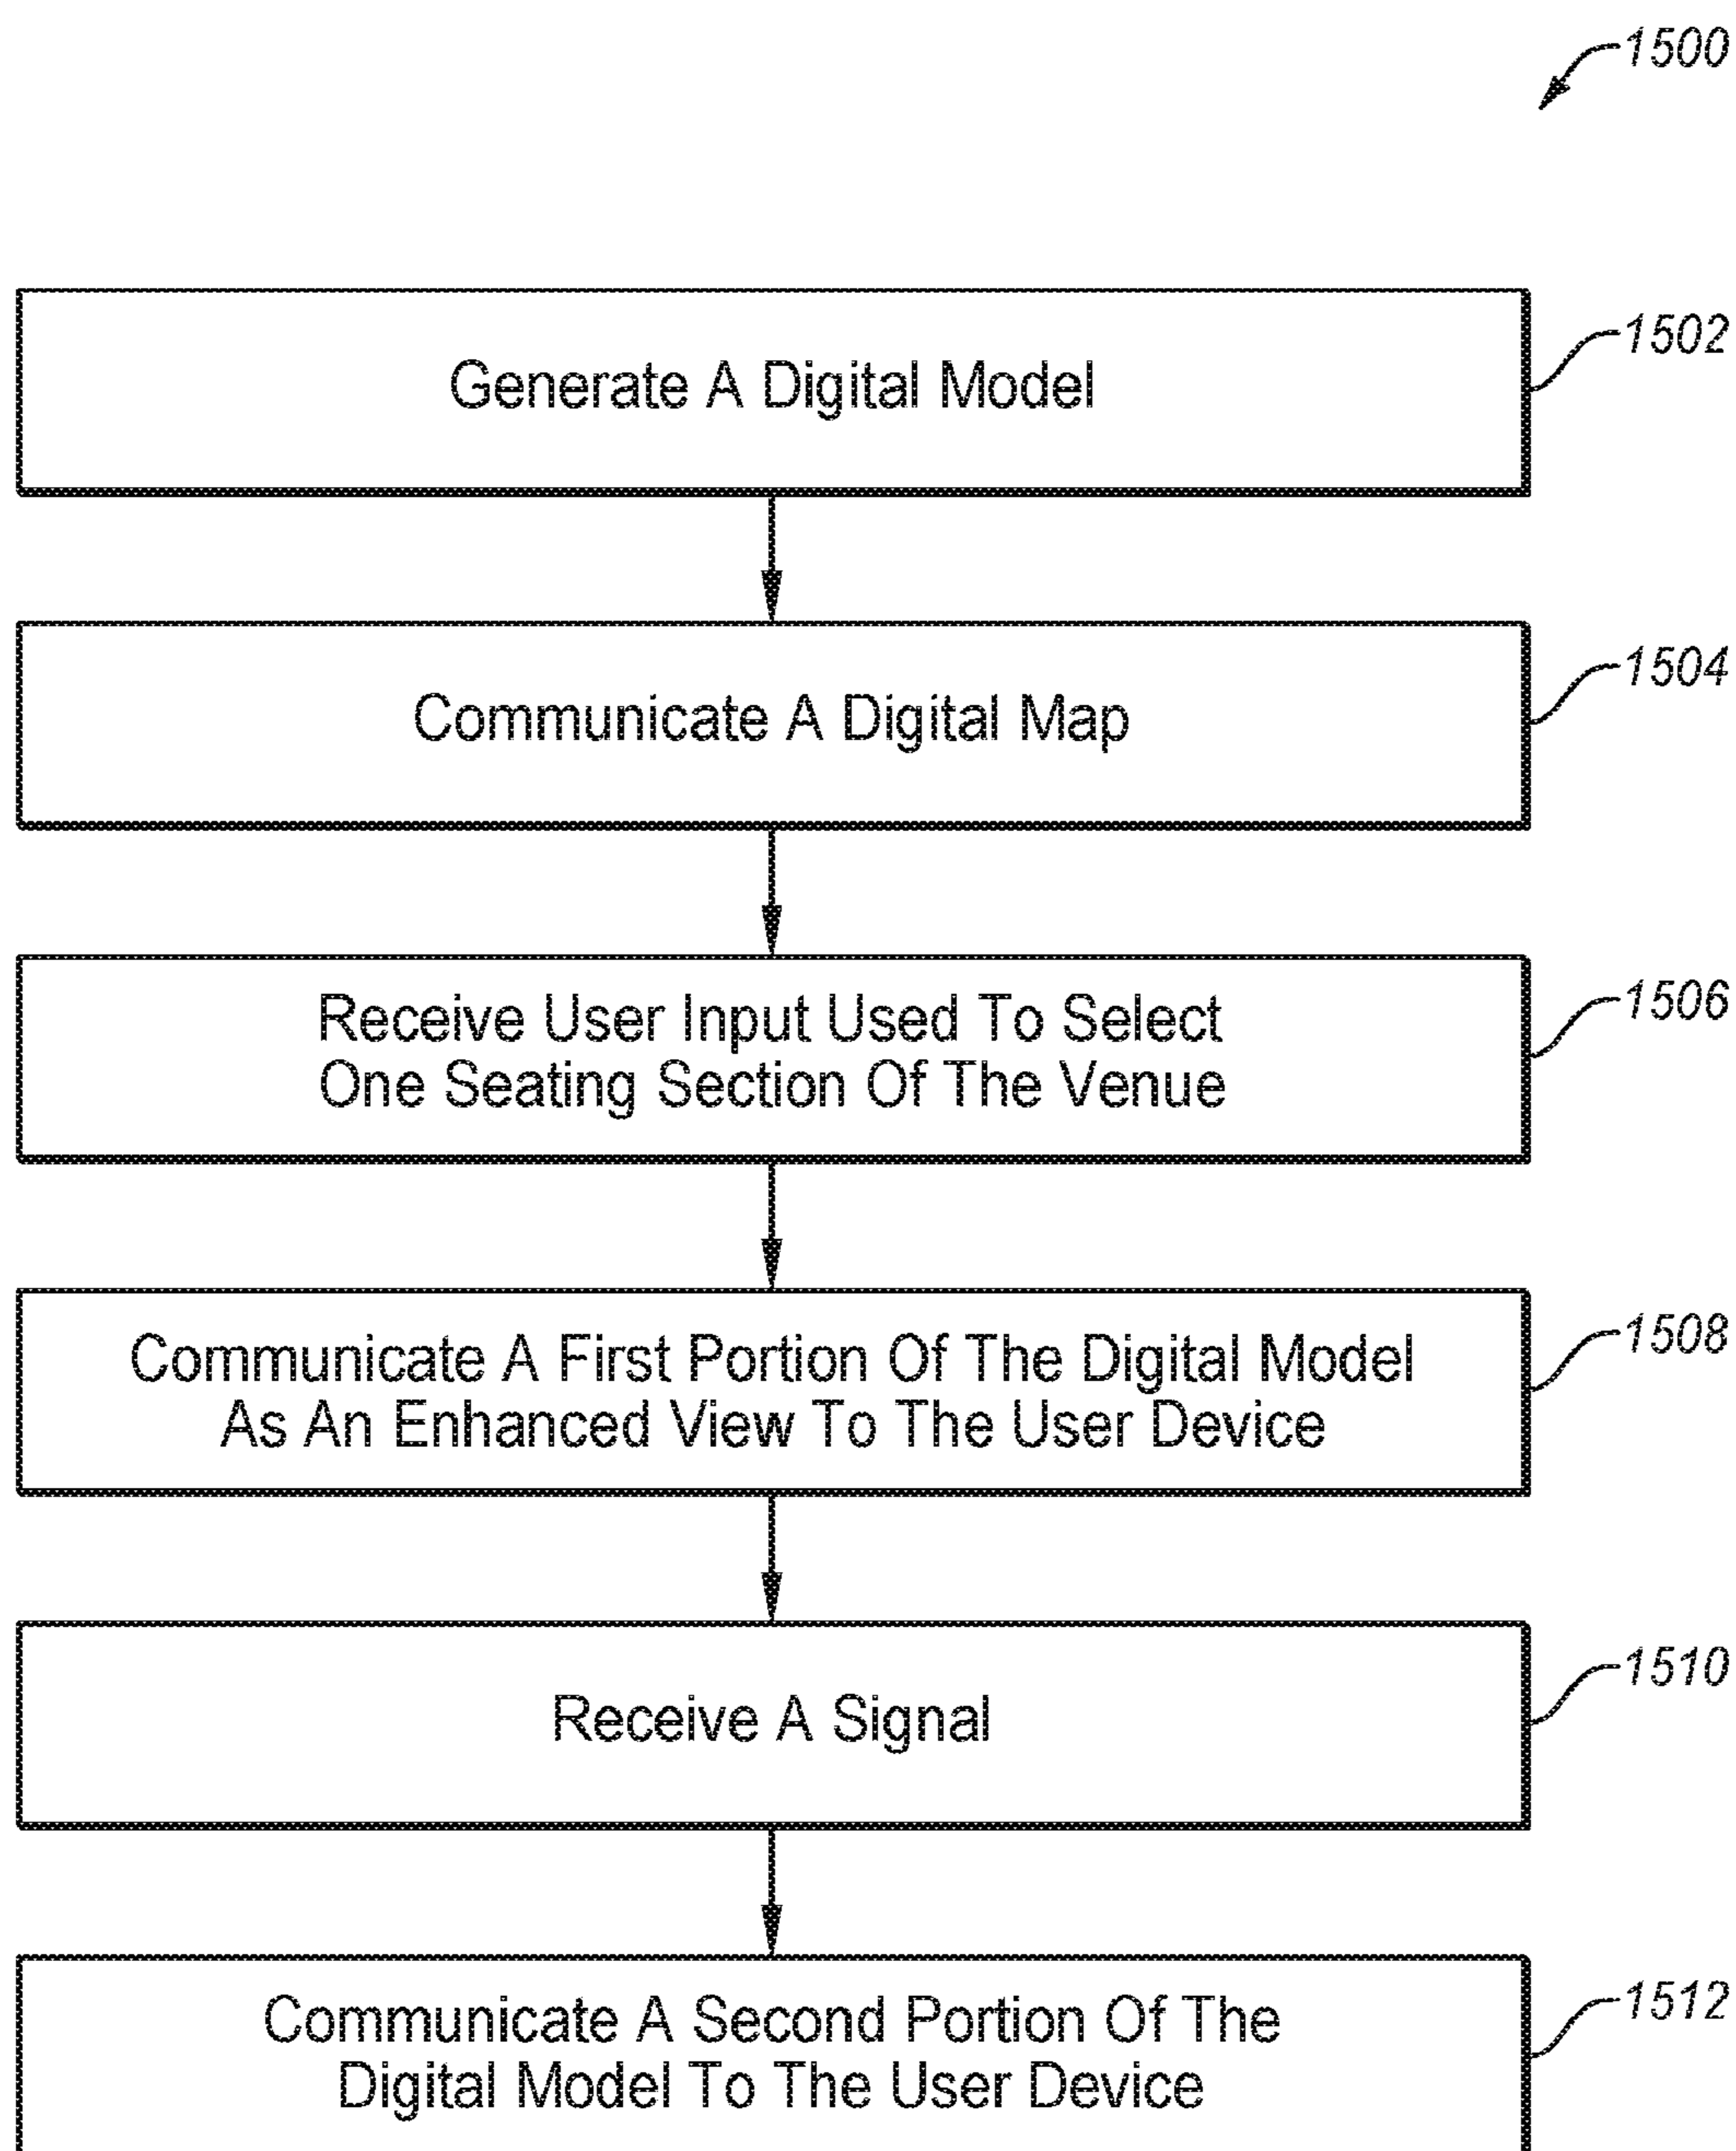 1500
Generate A Digital Model
1502
Communicate A Digital Map
1504
Receive User Input Used To Select
One Seating Section Of The Venue
1506
Communicate A First Portion Of The Digital Model
As An Enhanced View To The User Device
1508
Receive A Signal
1510
Communicate A Second Portion Of The
Digital Model To The User Device
1512